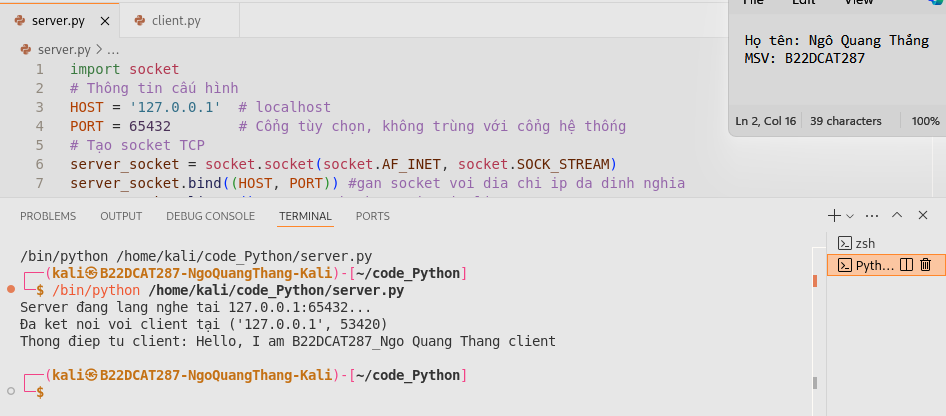 server.py
client.py
File Edit View
server.py > ...
1 import socket
2 # Thông tin cấu hình
3 HOST = '127.0.0.1'  # localhost
4 PORT = 65432        # Cổng tùy chọn, không trùng với cổng hệ thống
5 # Tạo socket TCP
6 server_socket = socket.socket(socket.AF_INET, socket.SOCK_STREAM)
7 server_socket.bind((HOST, PORT)) #gan socket voi dia chi ip da dinh nghia
Họ tên: Ngô Quang Thắng
MSV: B22DCAT287
Ln 2, Col 16 39 characters 100%
PROBLEMS OUTPUT DEBUG CONSOLE TERMINAL PORTS
/bin/python /home/kali/code_Python/server.py
┌──(kali㉿B22DCAT287-NgoQuangThang-Kali)-[~/code_Python]
└─$ /bin/python /home/kali/code_Python/server.py
Server đang lang nghe tai 127.0.0.1:65432...
Đa ket noi voi client tại ('127.0.0.1', 53420)
Thong điep tu client: Hello, I am B22DCAT287_Ngo Quang Thang client
┌──(kali㉿B22DCAT287-NgoQuangThang-Kali)-[~/code_Python]
└─$
zsh
Pyth...